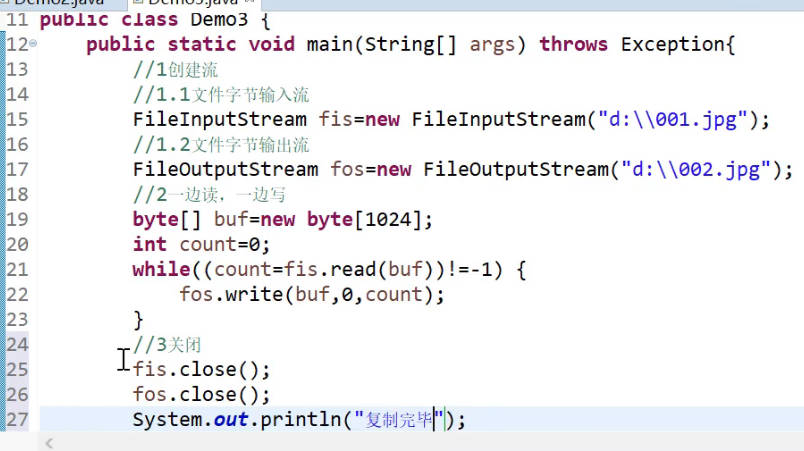 Demo2.java Demo3.java
11 public class Demo3 {
12 public static void main(String[] args) throws Exception{
13 //1创建流
14 //1.1文件字节输入流
15 FileInputStream fis=new FileInputStream("d:\\001.jpg");
16 //1.2文件字节输出流
17 FileOutputStream fos=new FileOutputStream("d:\\002.jpg");
18 //2一边读，一边写
19 byte[] buf=new byte[1024];
20 int count=0;
21 while((count=fis.read(buf))!=-1) {
22 fos.write(buf,0,count);
23 }
24 //3关闭
25 fis.close();
26 fos.close();
27 System.out.println("复制完毕");